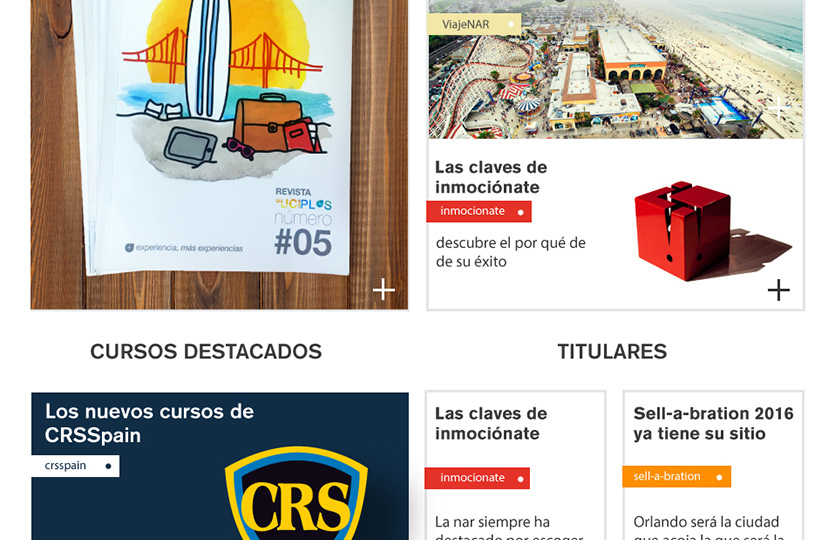 ViajeNAR
REVISTA
UCIPLUS
número
#05
experiencia, más experiencias
Las claves de
inmociónate
inmocionate
descubre el por qué de
de su éxito
CURSOS DESTACADOS
TITULARES
Los nuevos cursos de
CRSSpain
crsspain
CRS
Las claves de
inmociónate
inmocionate
La nar siempre ha
destacado por escoger
Sell-a-bration 2016
ya tiene su sitio
sell-a-bration
Orlando será la ciudad
que acoja la que será la